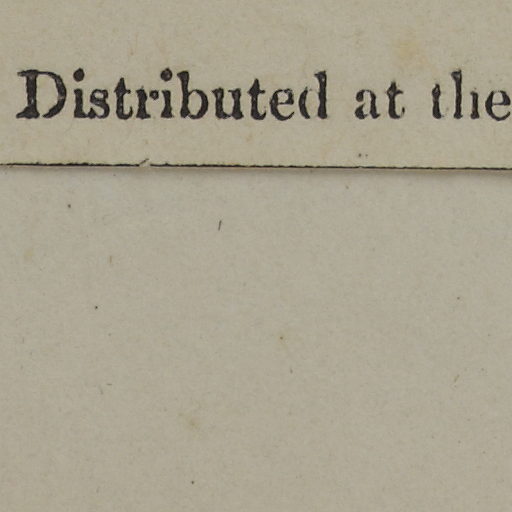 Distributed at the